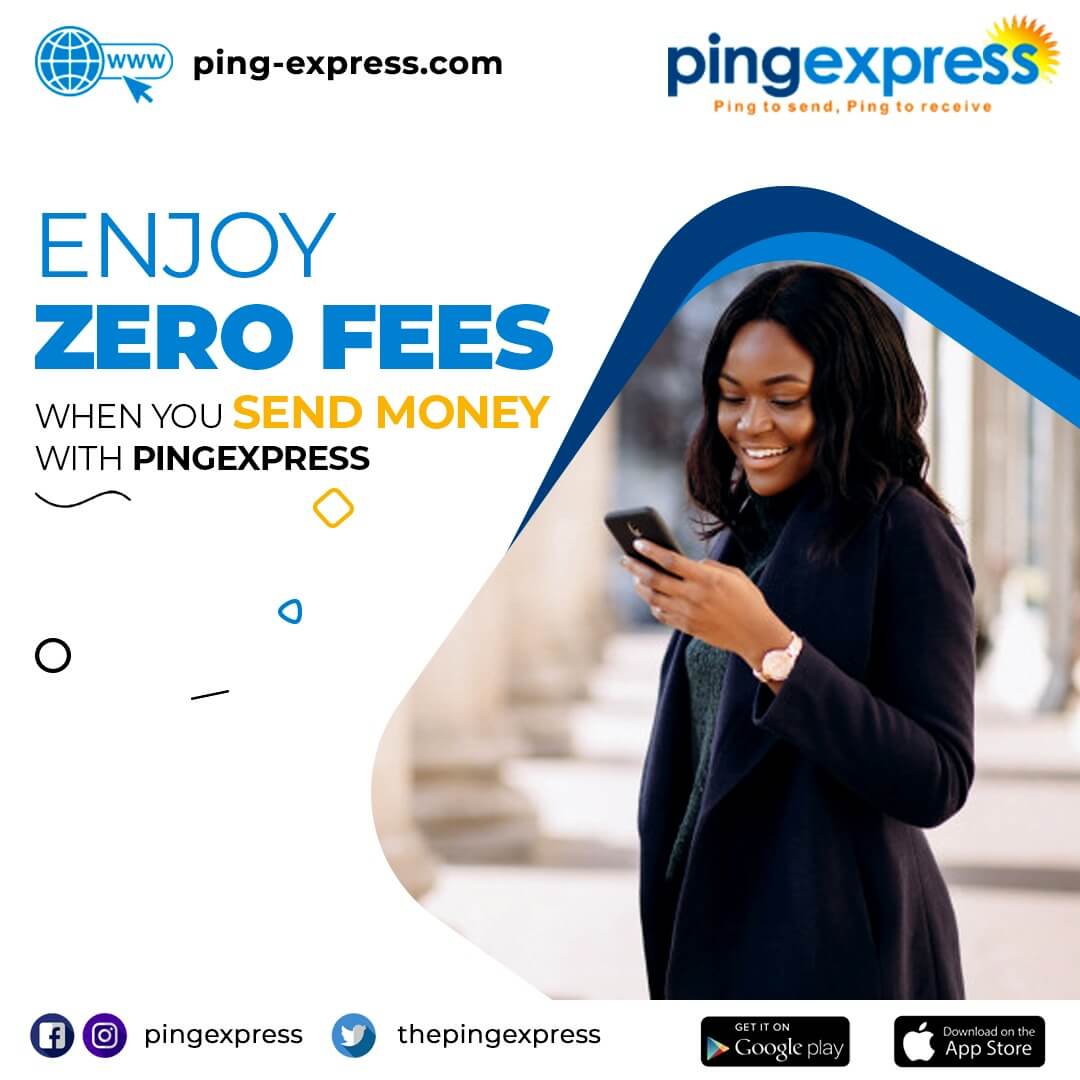 www ping-express.com
pingexpress
Ping to send, Ping to receive
ENJOY
ZERO FEES
WHEN YOU SEND MONEY
WITH PINGEXPRESS
pingexpress
thepingexpress
GET IT ON
Google play
Download on the
App Store